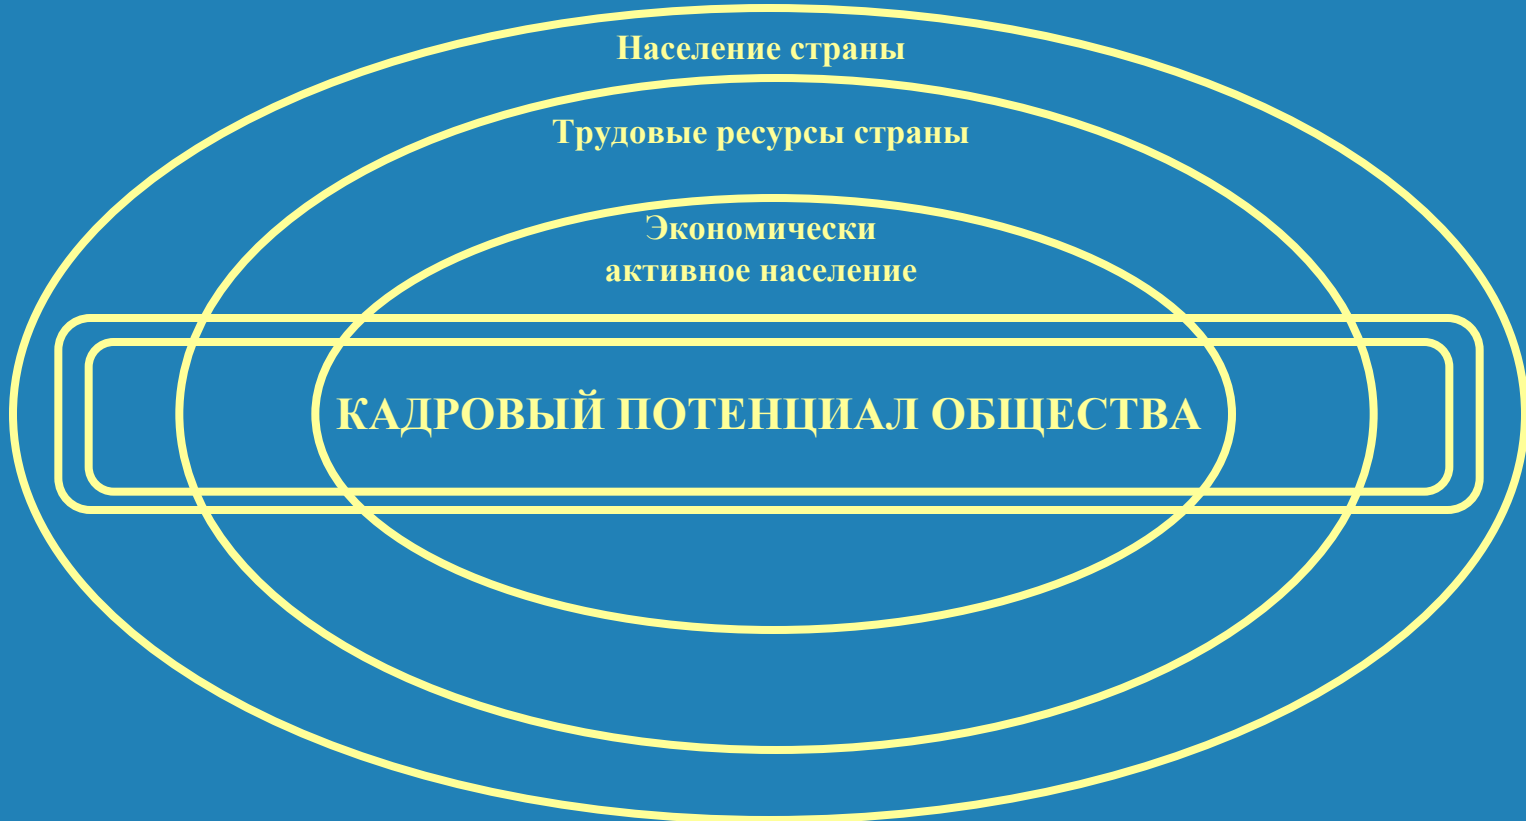 Население страны
Трудовые ресурсы страны
Экономически
активное население
КАДРОВЫЙ ПОТЕНЦИАЛ ОБЩЕСТВА